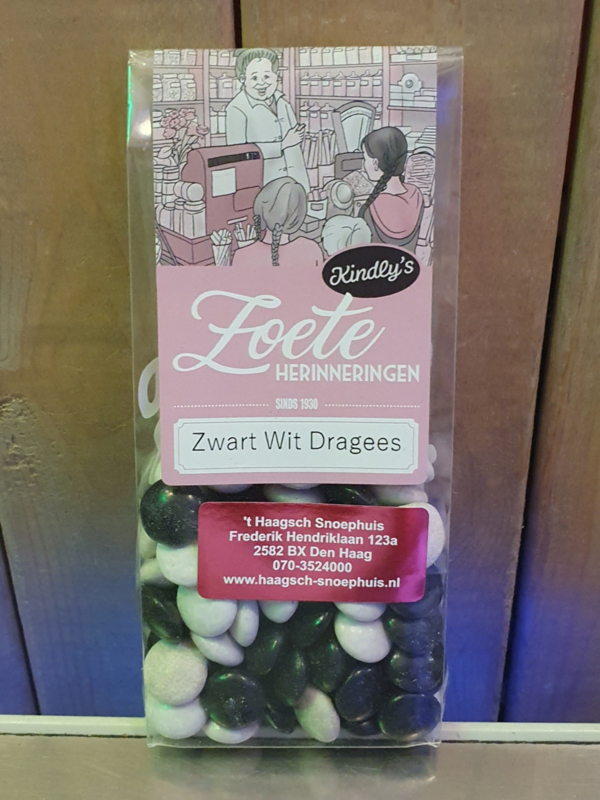 Kindly's
Zoete
HERINNERINGEN
SINDS 1930
Zwart Wit Dragees
't Haagsch Snoephuis
Frederik Hendriklaan 123a
2582 BX Den Haag
070-3524000
www.haagsch-snoephuis.nl